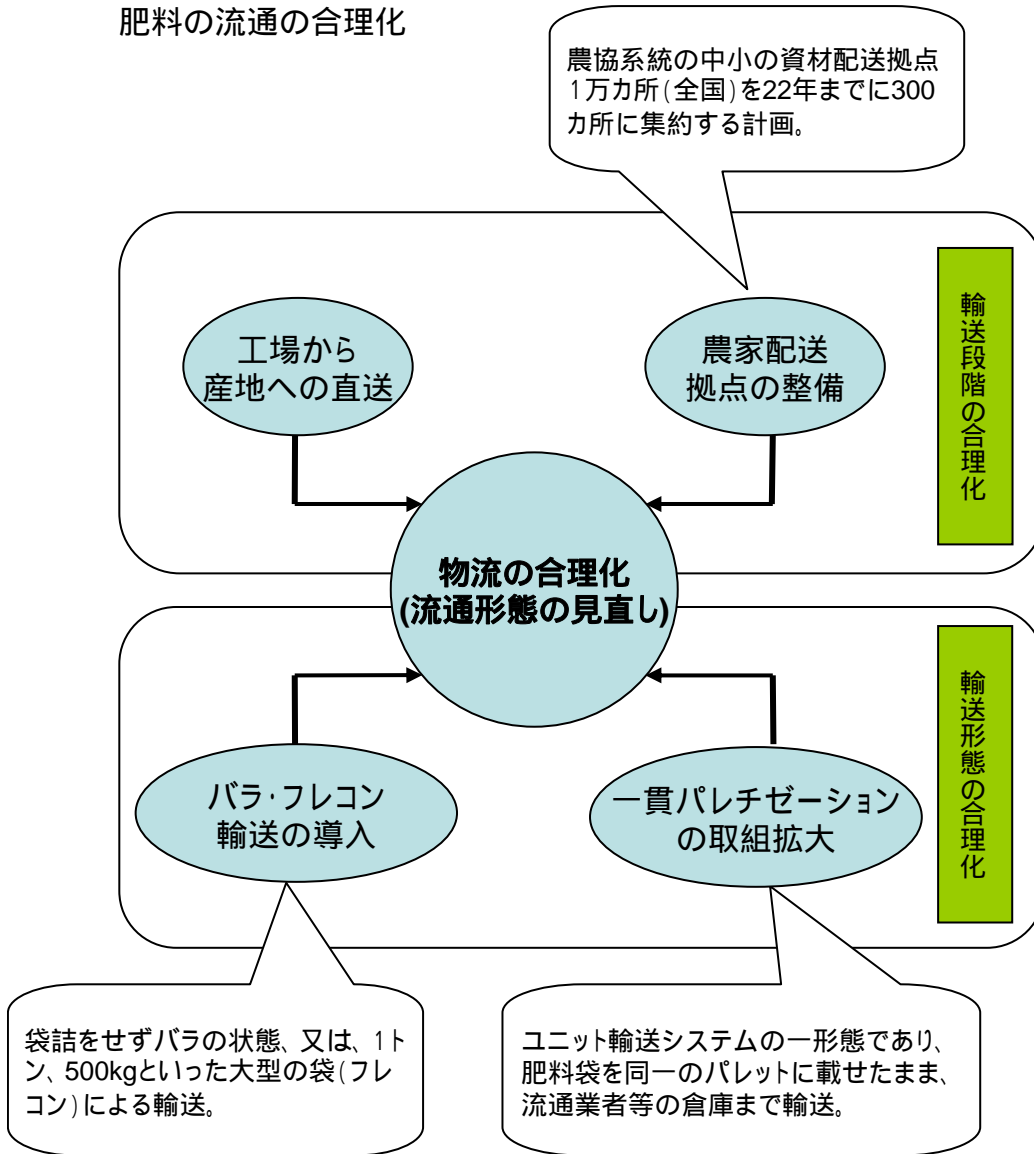 肥料の流通の合理化
農協系統の中小の資材配送拠点
1万カ所(全国)を22年までに300
カ所に集約する計画。
工場から
産地への直送
農家配送
拠点の整備
輸送段階の合理化
物流の合理化
(流通形態の見直し)
輸送形態の合理化
バラ・フレコン
輸送の導入
一貫パレチゼーション
の取組拡大
袋詰をせずバラの状態、又は、1ト
ン、500kgといった大型の袋(フレ
コン)による輸送。
ユニット輸送システムの一形態であり、
肥料袋を同一のパレットに載せたまま、
流通業者等の倉庫まで輸送。